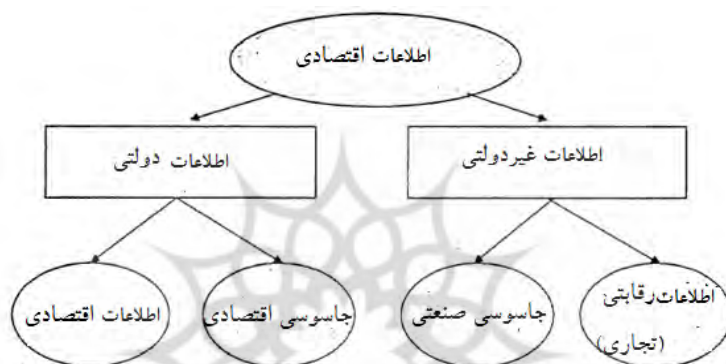 اطلاعات اقتصادی
اطلاعات غیردولتی
اطلاعات دولتی
اطلاعات رقابتی
(تجاری)
جاسوسی صنعتی
جاسوسی اقتصادی
اطلاعات اقتصادی